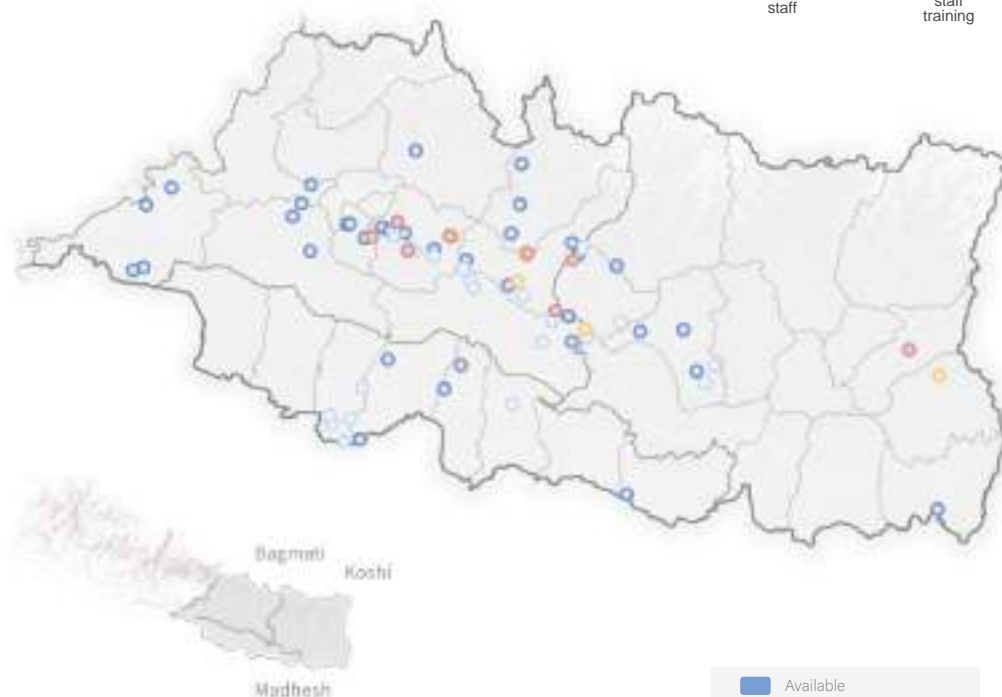 staff
staff
training
Bagmati
Koshi
Madhesh
Available